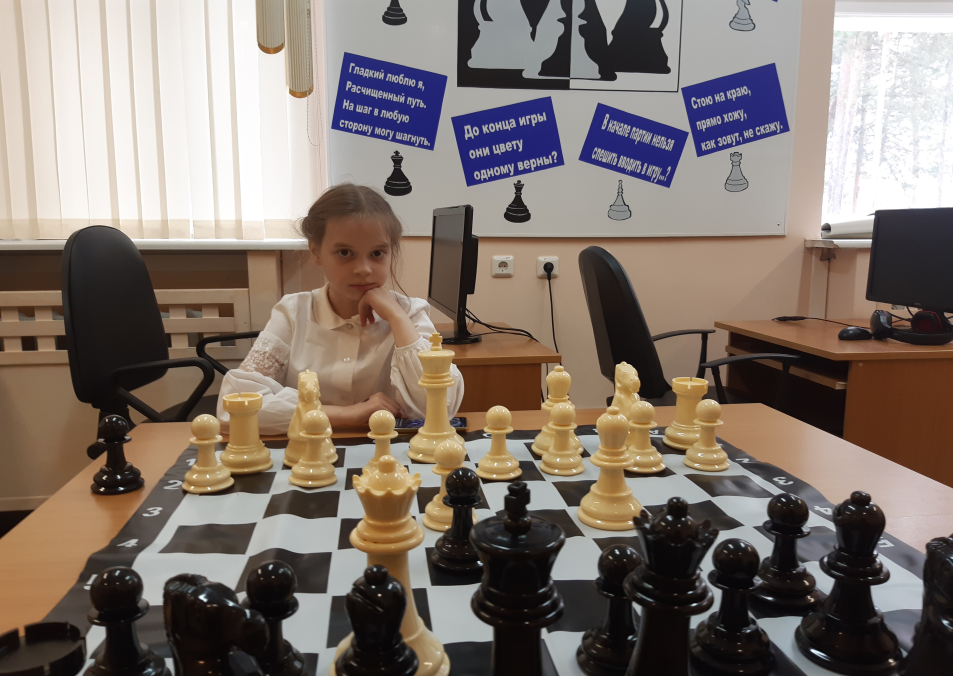 Гладкий люблю я,
Расчищенный путь.
На шаг в любую
сторону могу шагнуть.
До конца игры
они цвету
одному верны?
В начале партии нельзя
спешить вводить в игру...?
Стою на краю,
прямо хожу,
как зовут, не скажу.
2
3
4